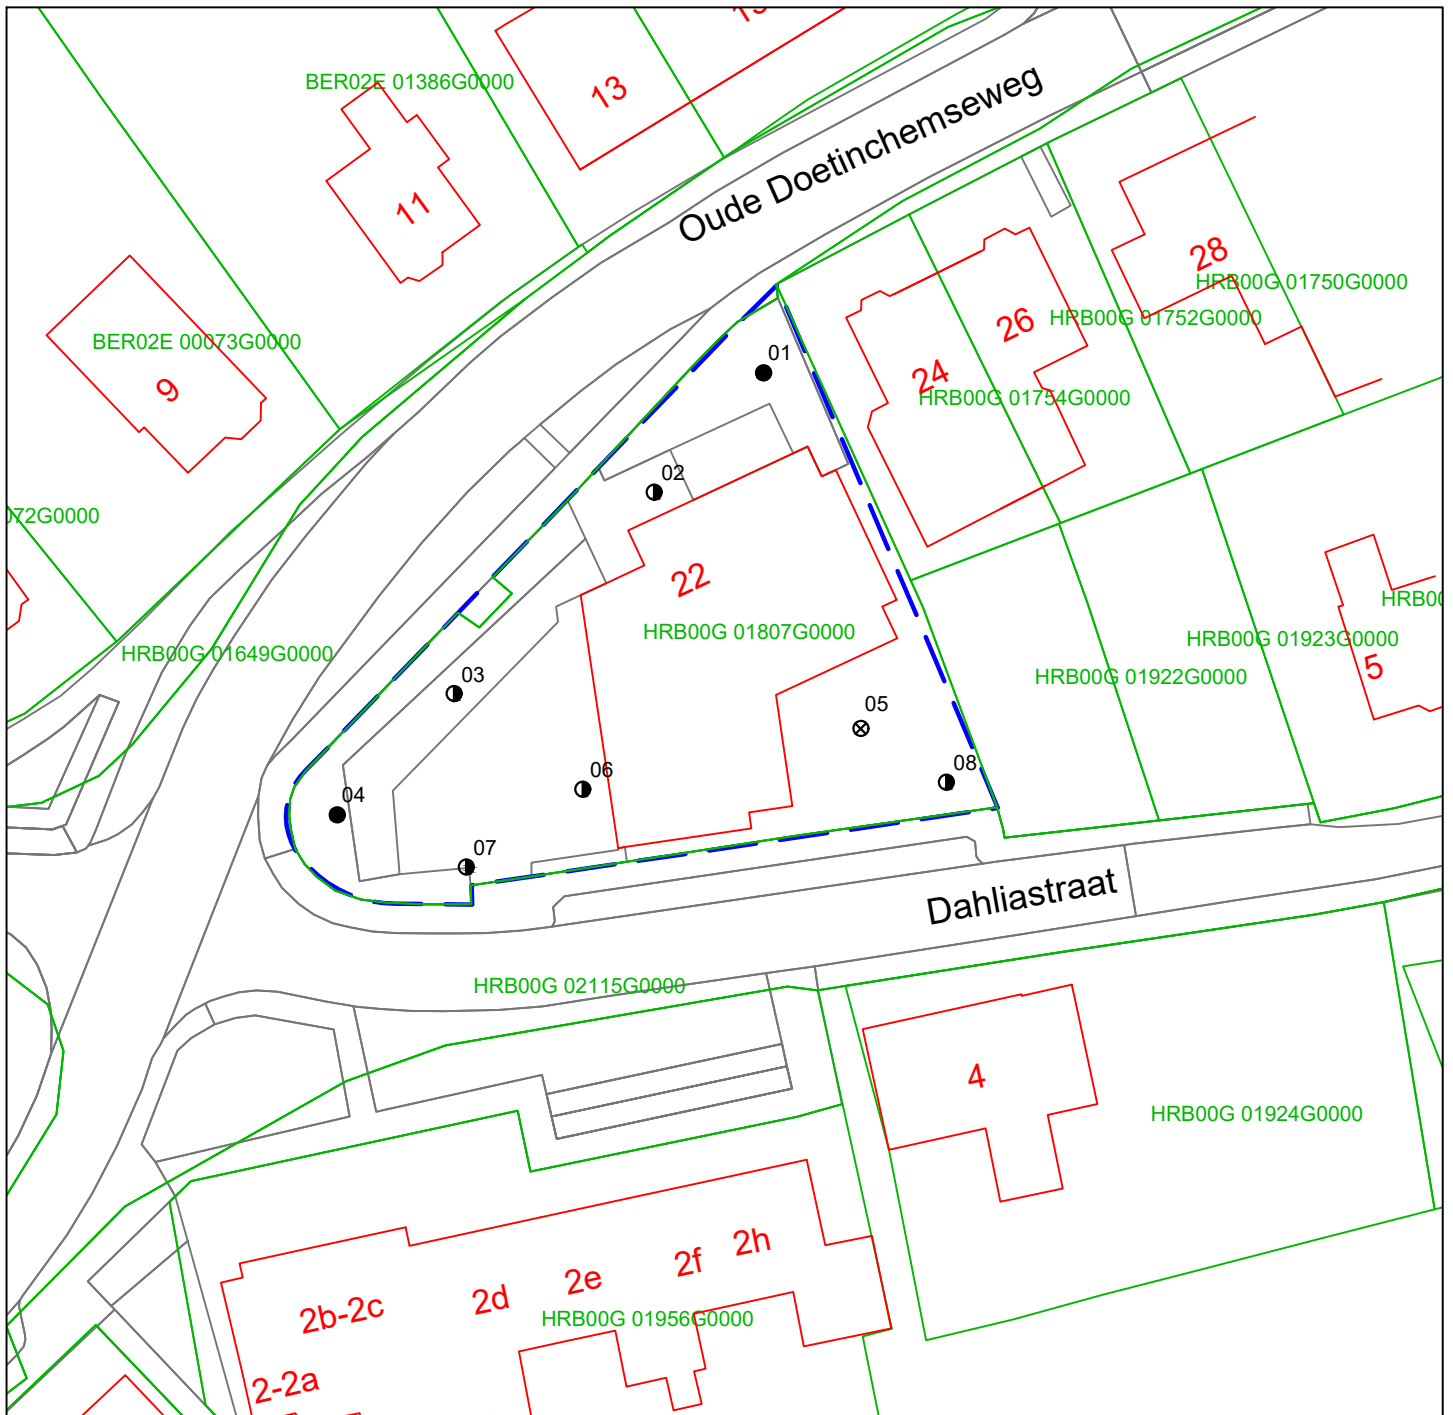 BER02E 01386G0000
13
Oude Doetinchemseweg
11
28
HRB00G 01750G0000
26
HRB00G 01752G0000
BER02E 00073G0000
9
01
24
HRB00G 01754G0000
02
072G0000
22
HRB00G 01807G0000
HRB00G 01649G0000
HRB00G 01923G0000
5
HRB00G 01922G0000
03
05
06
08
04
07
Dahliastraat
HRB00G 02115G0000
4
HRB00G 01924G0000
2h
2f
2e
2d
2b-2c
HRB00G 01956G0000
2-2a